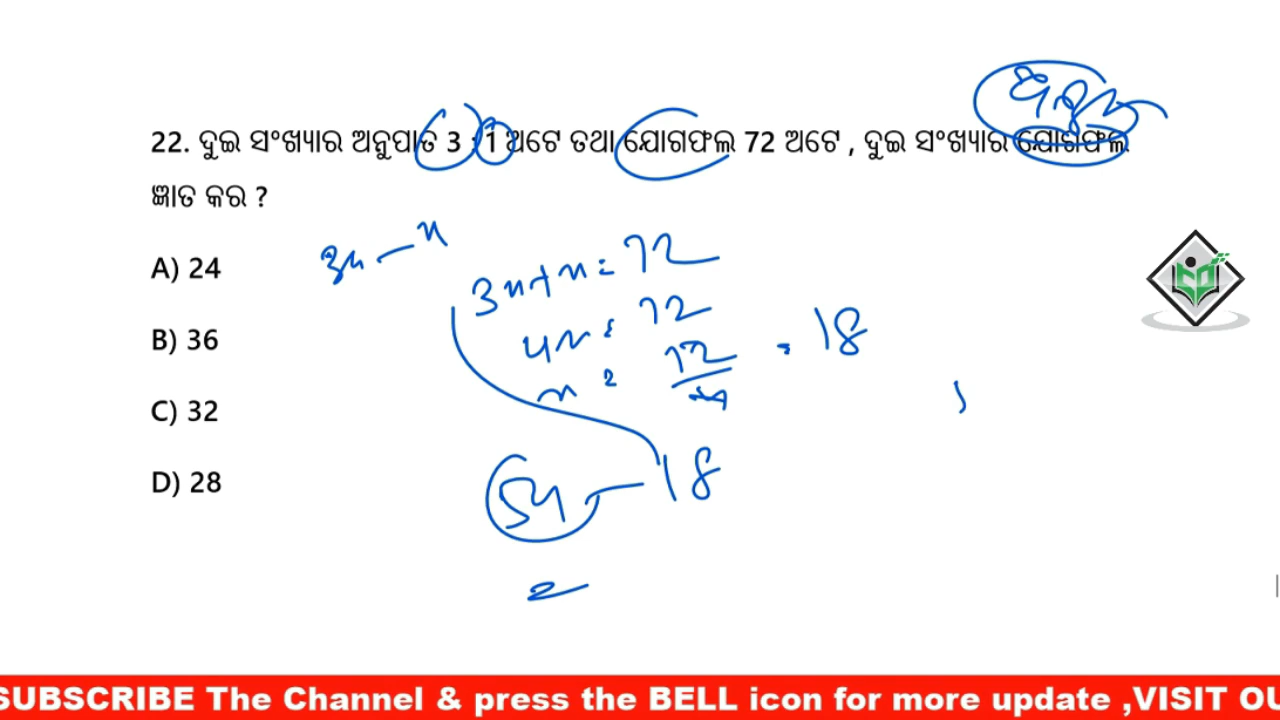 22. ଦୁଇ ସଂଖ୍ୟାର ଅନୁପାତ 3 : 1 ଅଟେ ତଥା ଯୋଗଫଳ 72 ଅଟେ , ଦୁଇ ସଂଖ୍ୟାର ଯୋଗଫଳ
ଜ୍ଞାତ କର ?
3x — x
A) 24
3x + x = 72
B) 36
4x = 72
x = 72/4 = 18
C) 32
D) 28
54 — 18
SUBSCRIBE The Channel & press the BELL icon for more update ,VISIT OU